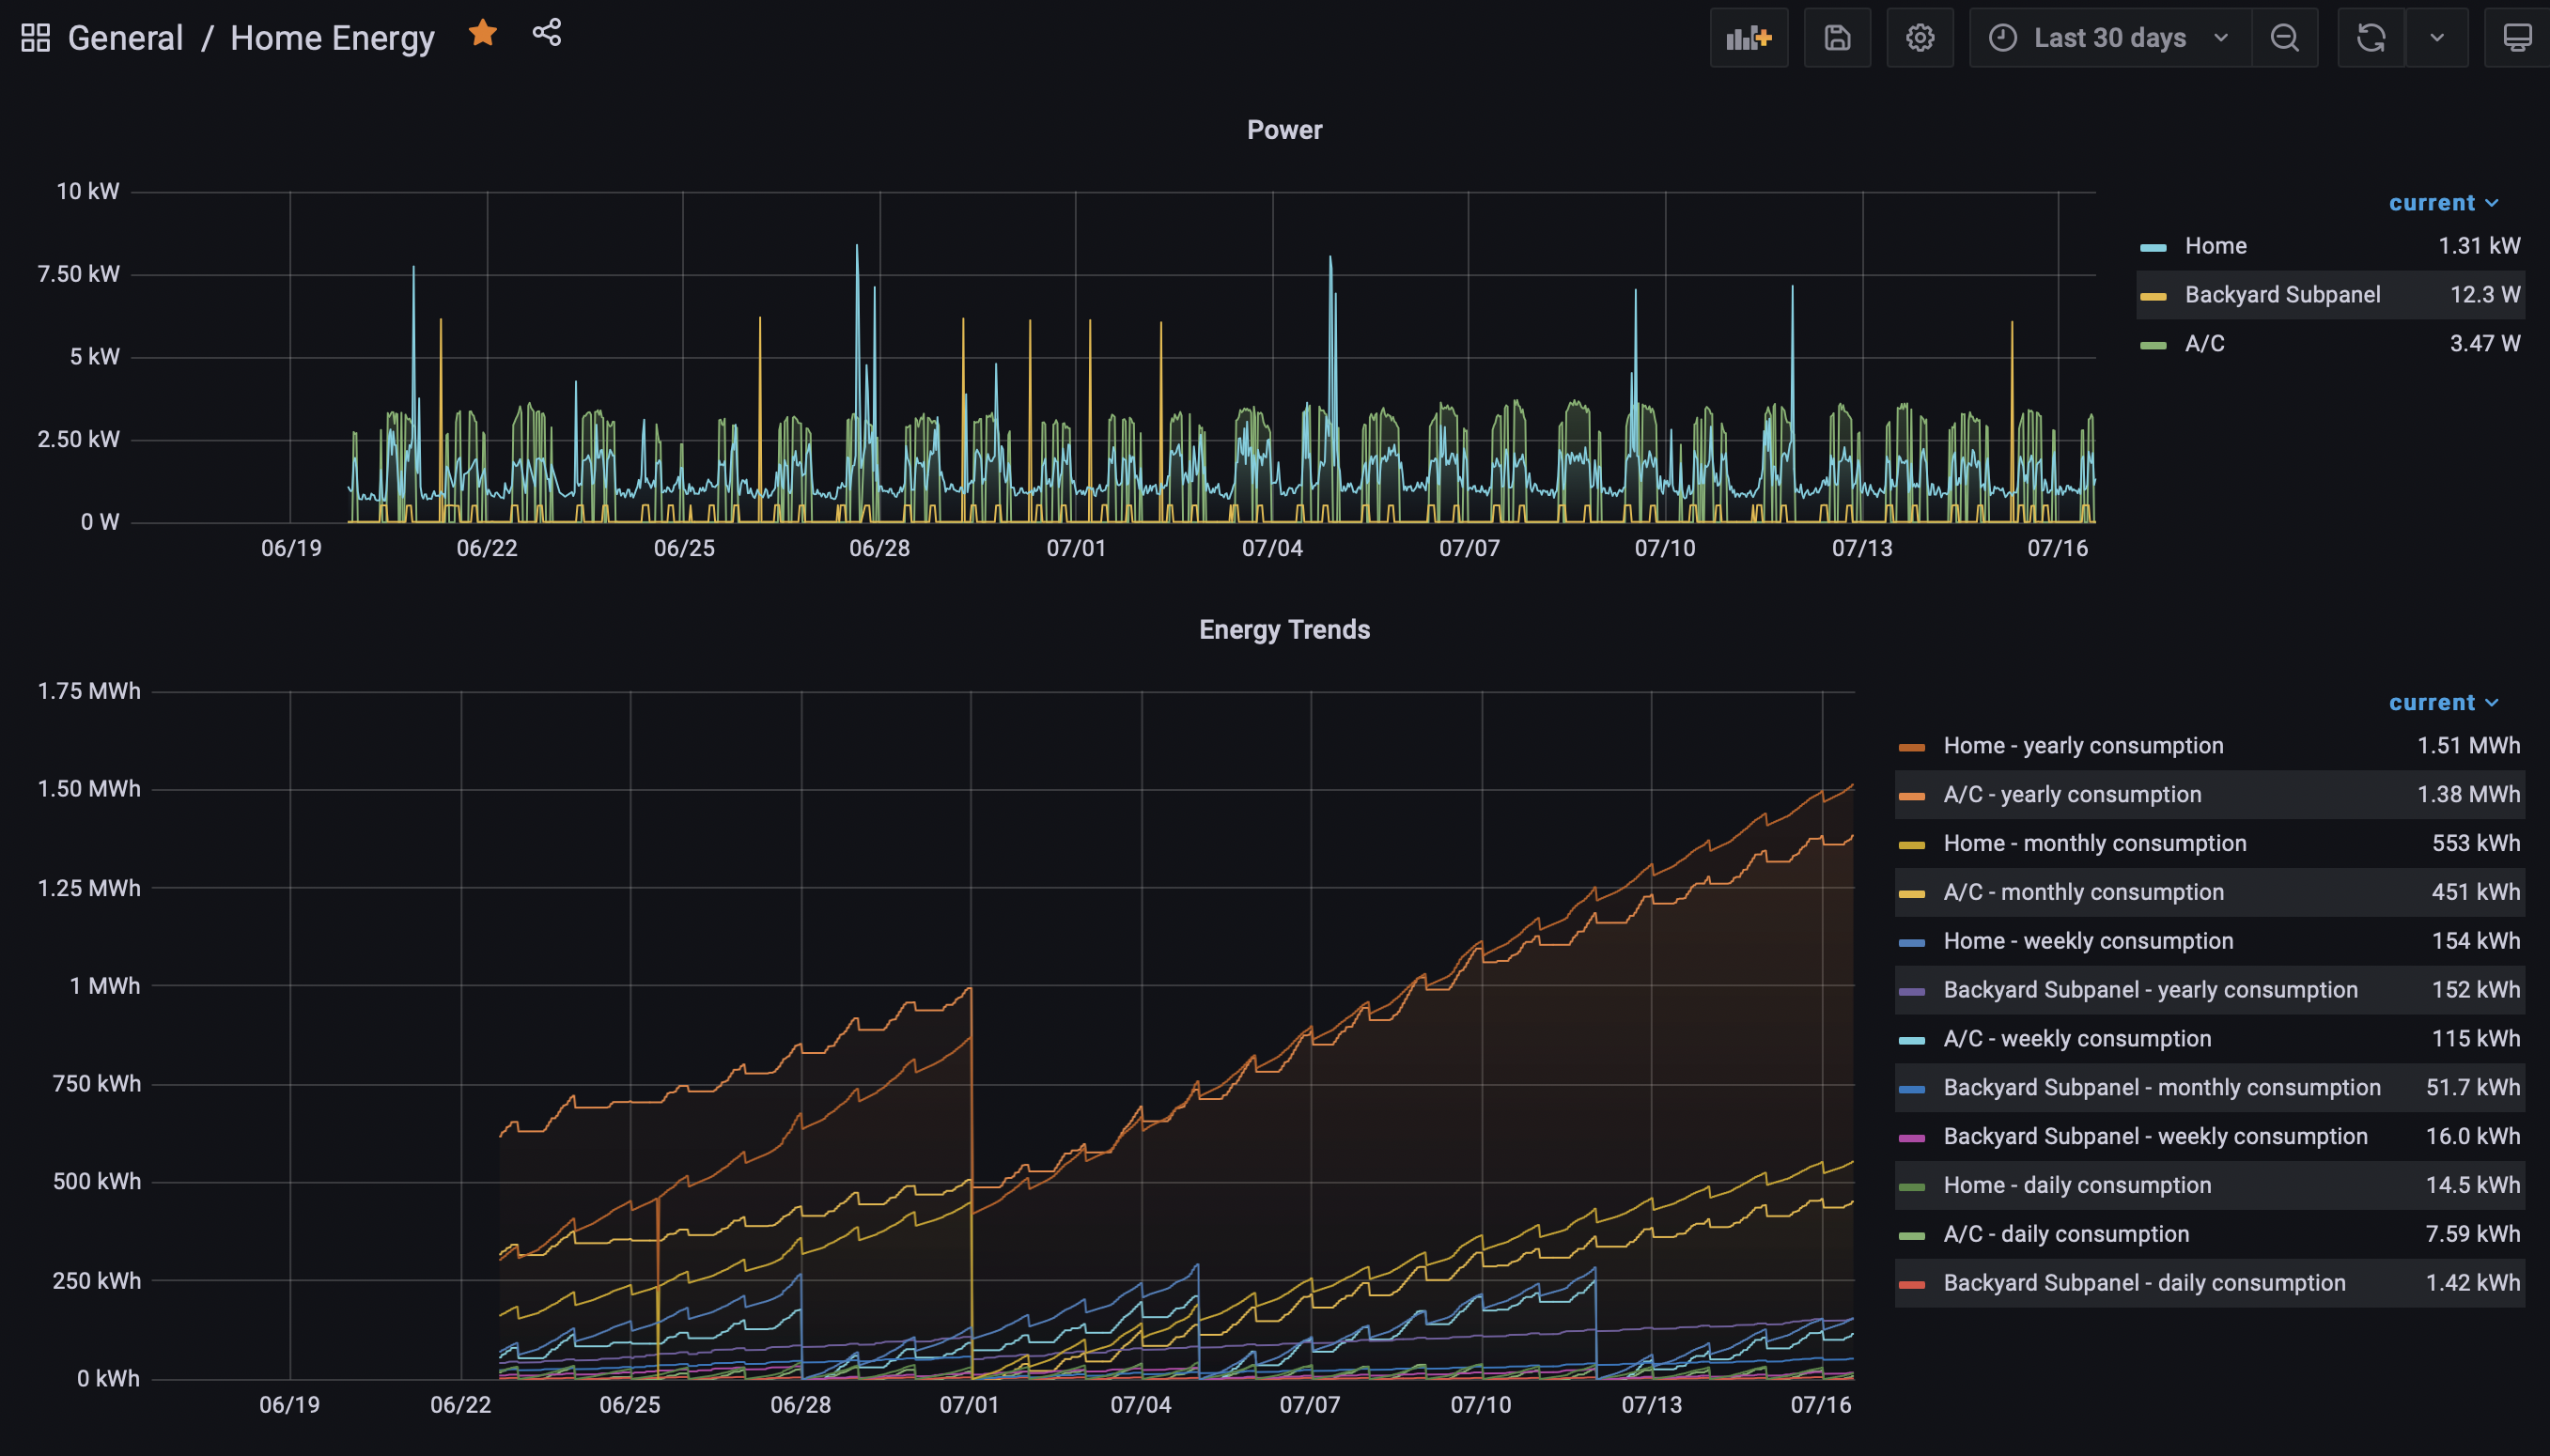 General / Home Energy
Last 30 days
Power
10 kW
7.50 kW
5 kW
2.50 kW
0 W
06/19 06/22 06/25 06/28 07/01 07/04 07/07 07/10 07/13 07/16
current
Home 1.31 kW
Backyard Subpanel 12.3 W
A/C 3.47 W
Energy Trends
1.75 MWh
1.50 MWh
1.25 MWh
1 MWh
750 kWh
500 kWh
250 kWh
0 kWh
06/19 06/22 06/25 06/28 07/01 07/04 07/07 07/10 07/13 07/16
current
Home - yearly consumption 1.51 MWh
A/C - yearly consumption 1.38 MWh
Home - monthly consumption 553 kWh
A/C - monthly consumption 451 kWh
Home - weekly consumption 154 kWh
Backyard Subpanel - yearly consumption 152 kWh
A/C - weekly consumption 115 kWh
Backyard Subpanel - monthly consumption 51.7 kWh
Backyard Subpanel - weekly consumption 16.0 kWh
Home - daily consumption 14.5 kWh
A/C - daily consumption 7.59 kWh
Backyard Subpanel - daily consumption 1.42 kWh